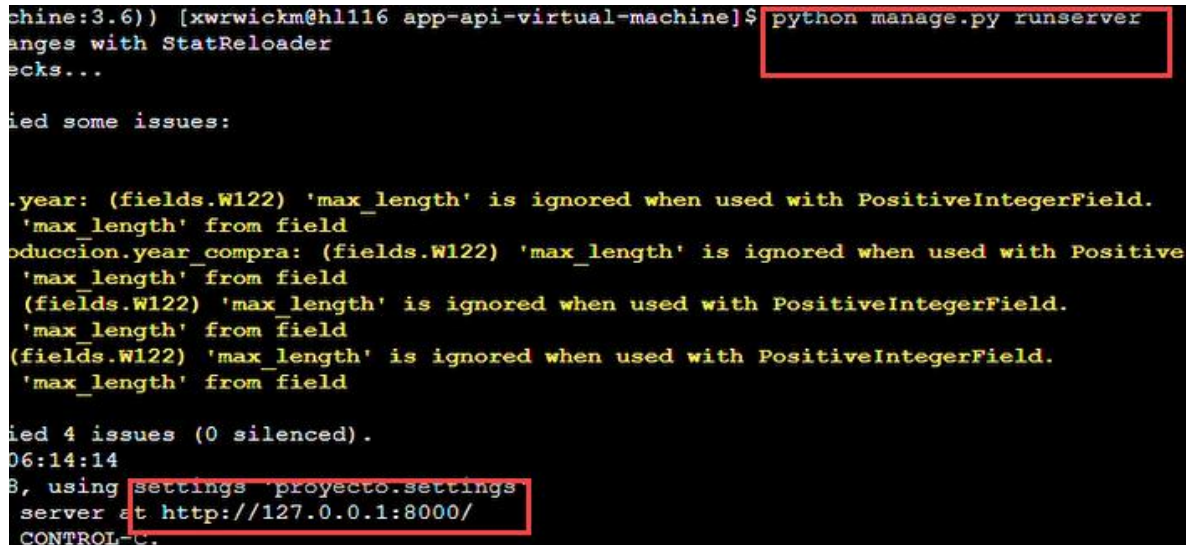 chine:3.6)) [xwrwickm@hl116 app-api-virtual-machine]$ python manage.py runserver
anges with StatReloader
ecks...
ied some issues:
.year: (fields.W122) 'max_length' is ignored when used with PositiveIntegerField.
'max_length' from field
oduccion.year_compra: (fields.W122) 'max_length' is ignored when used with Positive
'max_length' from field
(fields.W122) 'max_length' is ignored when used with PositiveIntegerField.
'max_length' from field
(fields.W122) 'max_length' is ignored when used with PositiveIntegerField.
'max_length' from field
ied 4 issues (0 silenced).
06:14:14
8, using settings 'proyecto.settings'
server at http://127.0.0.1:8000/
CONTROL-C.